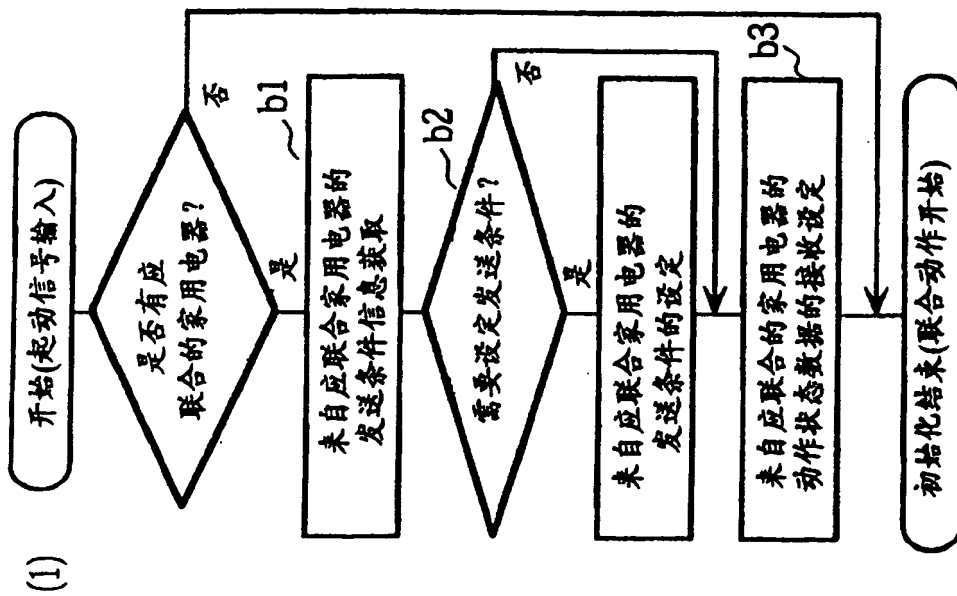 (1)
开始(起动信号输入)
是否有应
联合的家用电器?
否
是
b1
来自应联合家用电器的
发送条件信息获取
b2
需要设定发送条件?
否
是
来自应联合家用电器的
发送条件的设定
b3
来自应联合的家用电器的
动作状态数据的接收设定
初始化结束(联合动作开始)